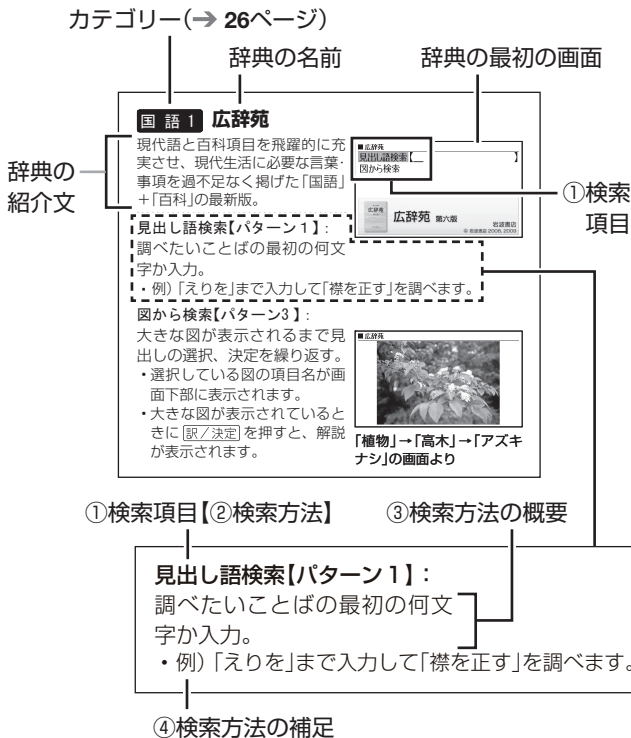 カテゴリー(➔ 26ページ)
辞典の名前
辞典の最初の画面
国語1 広辞苑
現代語と百科項目を飛躍的に充
実させ、現代生活に必要な言葉・
事項を過不足なく掲げた「国語」
＋「百科」の最新版。
辞典の
紹介文
■広辞苑
見出し語検索【 】
図から検索
広辞苑
広辞苑 第六版
岩波書店
© 岩波書店 2008, 2009
①検索
項目
見出し語検索【パターン1】:
調べたいことばの最初の何文
字か入力。
・例)「えりを」まで入力して「襟を正す」を調べます。
図から検索【パターン3】:
大きな図が表示されるまで見
出しの選択、決定を繰り返す。
・選択している図の項目名が画
面下部に表示されます。
・大きな図が表示されていると
きに 訳／決定 を押すと、解説
が表示されます。
■広辞苑
「植物」→「高木」→「アズキ
ナシ」の画面より
①検索項目【②検索方法】
③検索方法の概要
見出し語検索【パターン1】:
調べたいことばの最初の何文
字か入力。
・例)「えりを」まで入力して「襟を正す」を調べます。
④検索方法の補足